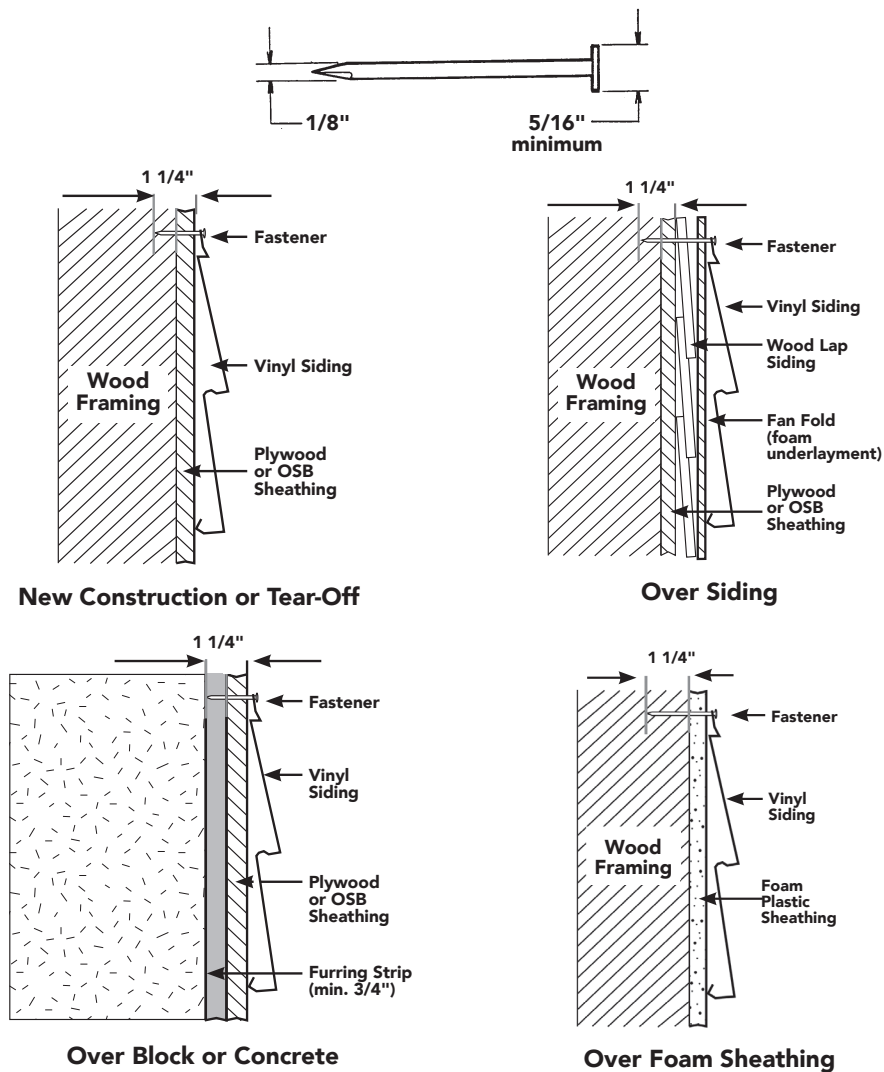 1/8"
5/16"
minimum
1 1/4"
Fastener
Vinyl Siding
Wood
Framing
Plywood
or OSB
Sheathing
New Construction or Tear-Off
1 1/4"
Fastener
Vinyl Siding
Wood Lap
Siding
Wood
Framing
Fan Fold
(foam
underlayment)
Plywood
or OSB
Sheathing
Over Siding
1 1/4"
Fastener
Vinyl
Siding
Plywood
or OSB
Sheathing
Furring Strip
(min. 3/4")
Over Block or Concrete
1 1/4"
Fastener
Vinyl
Siding
Wood
Framing
Foam
Plastic
Sheathing
Over Foam Sheathing